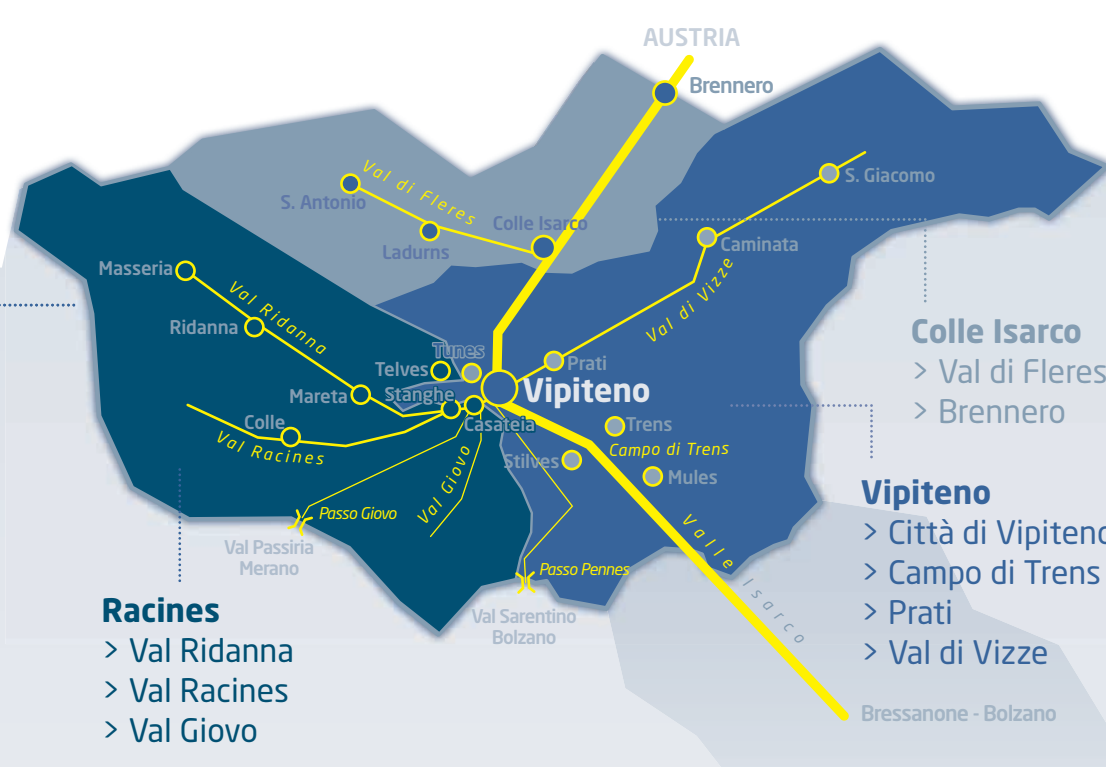 AUSTRIA
Brennero
S. Giacomo
Val di Fleres
S. Antonio
Colle Isarco
Ladurns
Caminata
Masseria
Val Ridanna
Val di Vizze
Ridanna
Tunes
Telves
Prati
Mareta
Stanghe
Vipiteno
Colle
Casateia
Trens
Val Racines
Val Giovo
Campo di Trens
Stilves
Mules
Passo Giovo
Valle Isarco
Val Passiria
Merano
Passo Pennes
Val Sarentino
Bolzano
Bressanone - Bolzano
Colle Isarco
> Val di Fleres
> Brennero
Vipiteno
> Città di Vipiteno
> Campo di Trens
> Prati
> Val di Vizze
Racines
> Val Ridanna
> Val Racines
> Val Giovo